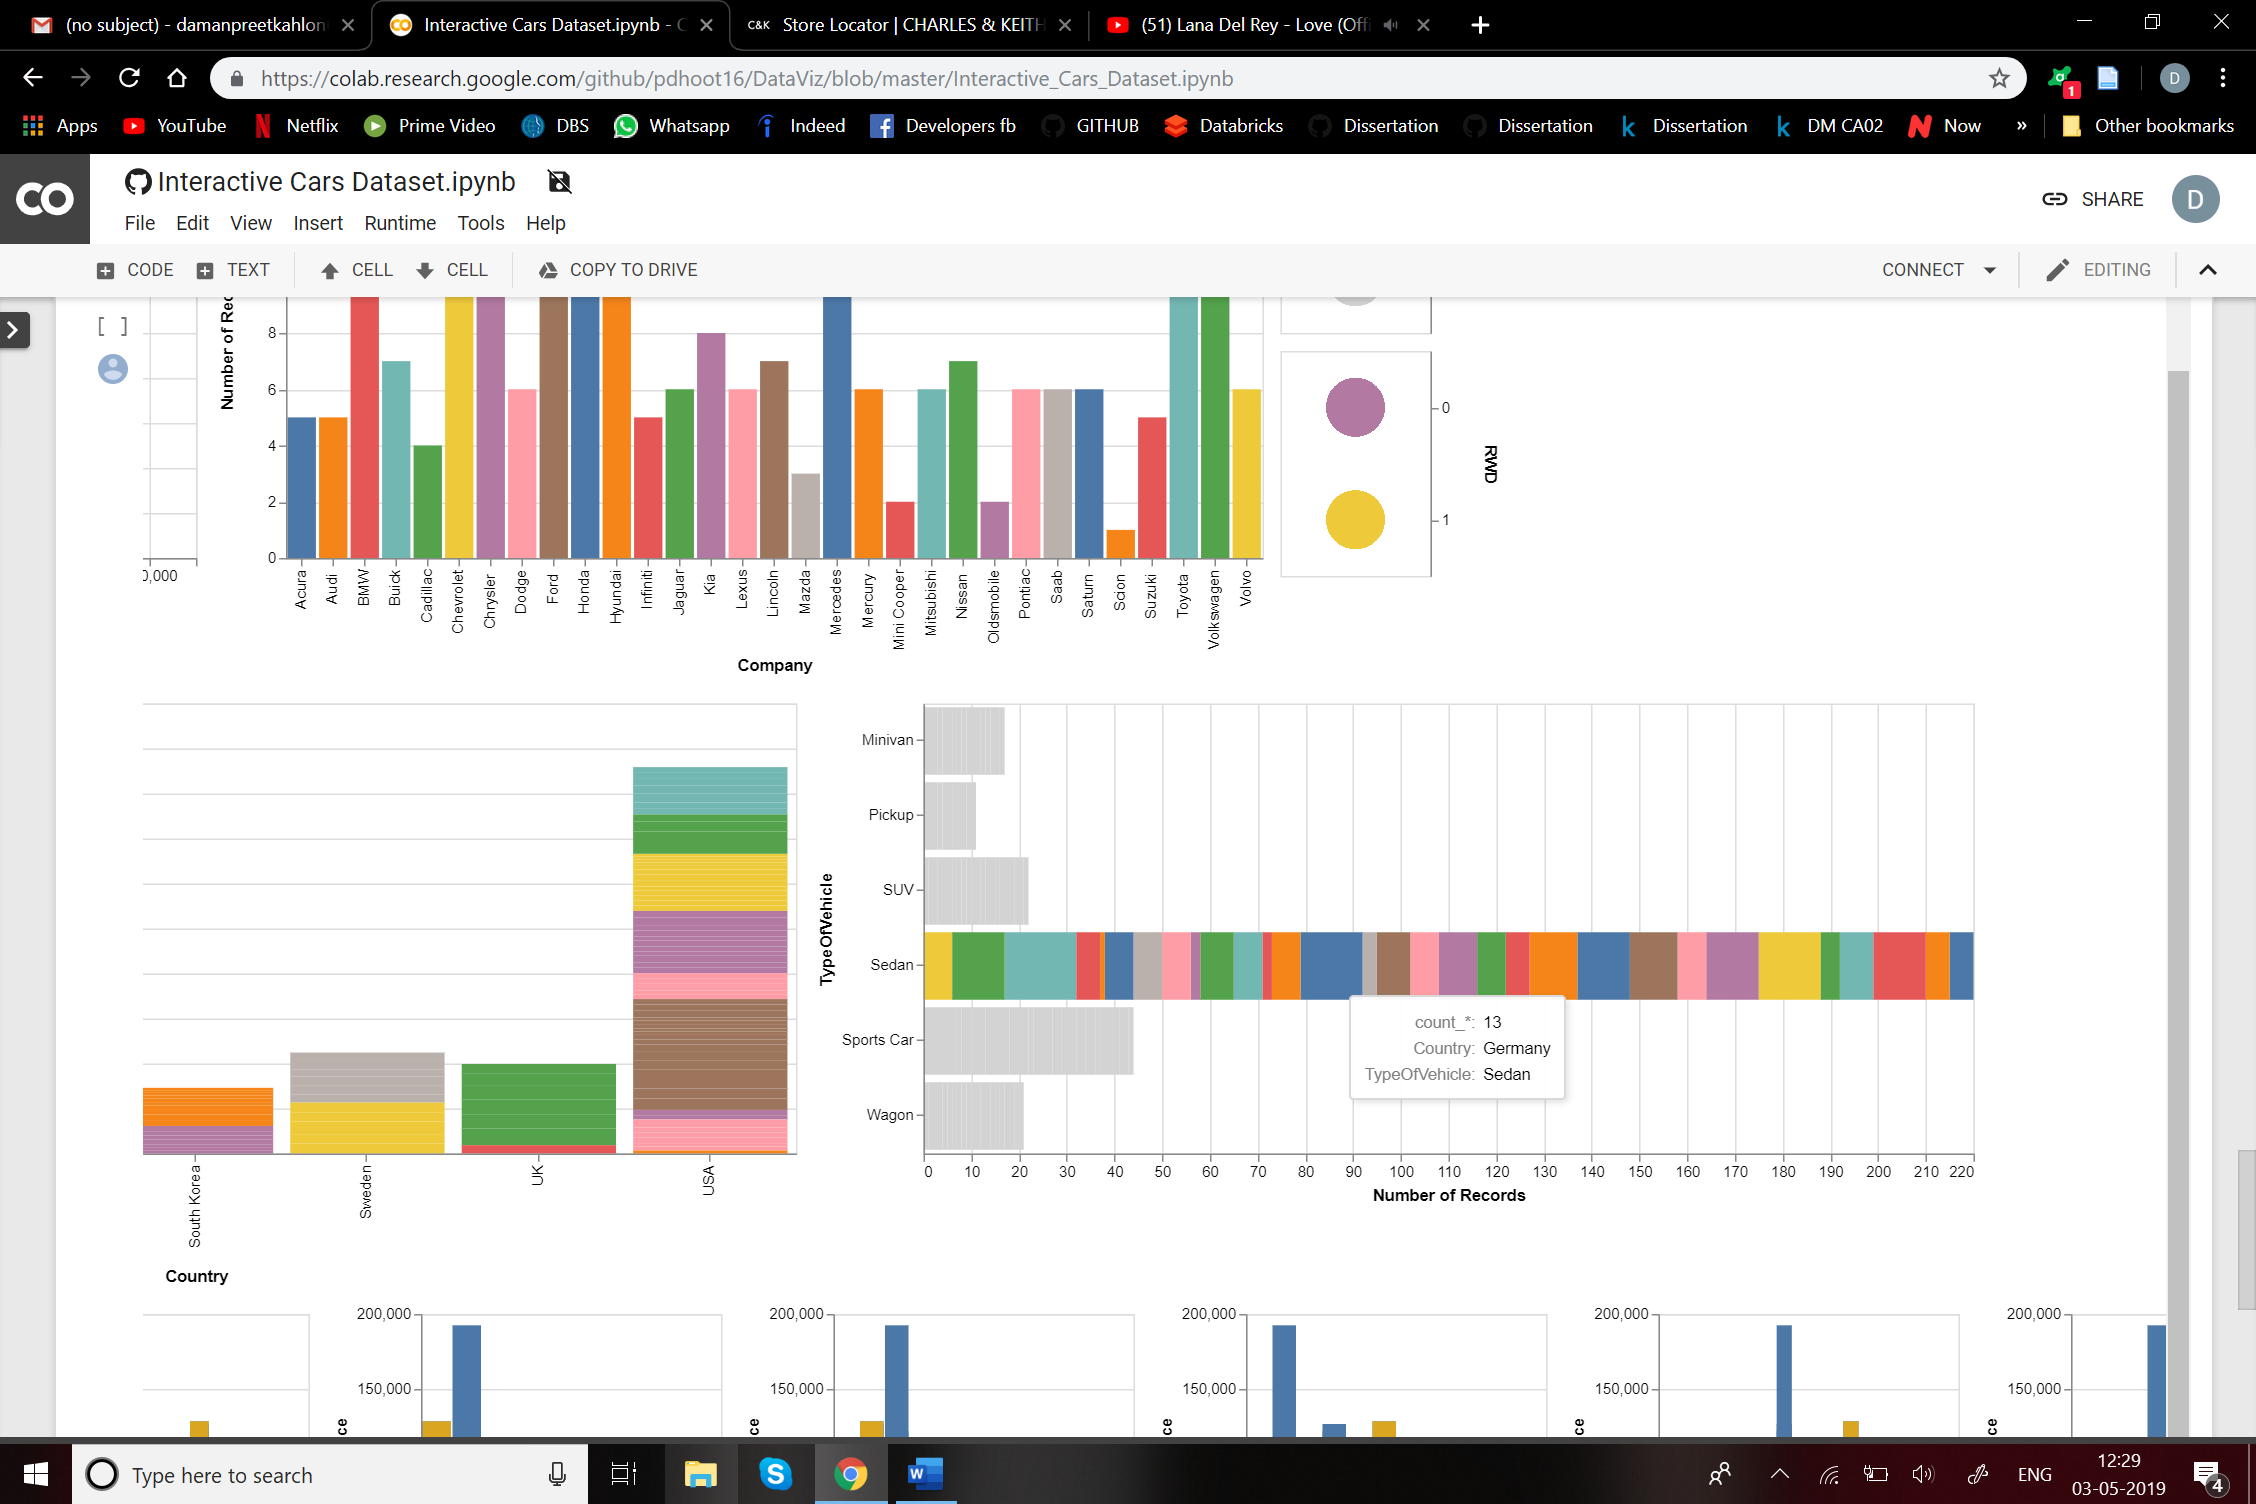 (no subject) - damanpreetkahlon
Interactive Cars Dataset.ipynb - C
C&K Store Locator | CHARLES & KEITH
(51) Lana Del Rey - Love (Offi
https://colab.research.google.com/github/pdhoot16/DataViz/blob/master/Interactive_Cars_Dataset.ipynb
1
D
Apps YouTube Netflix Prime Video DBS Whatsapp Indeed Developers fb GITHUB Databricks Dissertation Dissertation Dissertation DM CA02 Now » Other bookmarks
CO
Interactive Cars Dataset.ipynb
SHARE
D
File Edit View Insert Runtime Tools Help
CODE TEXT CELL CELL COPY TO DRIVE CONNECT EDITING
[ ]
0,000
Number of Rec
8
6
4
2
0
Acura Audi BMW Buick Cadillac Chevrolet Chrysler Dodge Ford Honda Hyundai Infiniti Jaguar Kia Lexus Lincoln Mazda Mercedes Mercury Mini Cooper Mitsubishi Nissan Oldsmobile Pontiac Saab Saturn Scion Suzuki Toyota Volkswagen Volvo
Company
0
1
RWD
South Korea Sweden UK USA
Country
TypeOfVehicle
Minivan
Pickup
SUV
Sedan
Sports Car
Wagon
count_*: 13
Country: Germany
TypeOfVehicle: Sedan
0 10 20 30 40 50 60 70 80 90 100 110 120 130 140 150 160 170 180 190 200 210 220
Number of Records
200,000 200,000 200,000 200,000 200,000
150,000 150,000 150,000 150,000 150,000
ce ce ce ce ce
Type here to search
ENG
12:29
03-05-2019
4